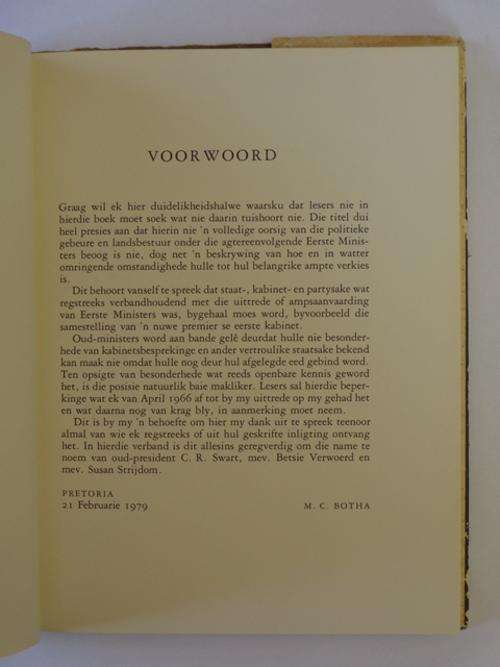 VOORWOORD
Graag wil ek hier duidelikheidshalwe waarsku dat lesers nie in
hierdie boek moet soek wat nie daarin tuishoort nie. Die titel dui
heel presies aan dat hierin nie 'n volledige oorsig van die politieke
gebeure en landsbestuur onder die agtereenvolgende Eerste Minis-
ters beoog is nie, dog net 'n beskrywing van hoe en in watter
omringende omstandighede hulle tot hul belangrike ampte verkies
is.
Dit behoort vanself te spreek dat staat-, kabinet- en partysake wat
regstreeks verbandhoudend met die uittrede of ampsaanvaarding
van Eerste Ministers was, bygehaal moes word, byvoorbeeld die
samestelling van 'n nuwe premier se eerste kabinet.
Oud-ministers word aan bande gelê deurdat hulle nie besonder-
hede van kabinetsbesprekinge en ander vertroulike staatsake bekend
kan maak nie omdat hulle nog deur hul afgelegde eed gebind word.
Ten opsigte van besonderhede wat reeds openbare kennis geword
het, is die posisie natuurlik baie makliker. Lesers sal hierdie beper-
kinge wat ek van April 1966 af tot by my uittrede op my gehad het
en wat daarna nog van krag bly, in aanmerking moet neem.
Dit is by my 'n behoefte om hier my dank uit te spreek teenoor
almal van wie ek regstreeks of uit hul geskrifte inligting ontvang
het. In hierdie verband is dit allesins geregverdig om die name te
noem van oud-president C. R. Swart, mev. Betsie Verwoerd en
mev. Susan Strijdom.
PRETORIA
21 Februarie 1979 M. C. BOTHA